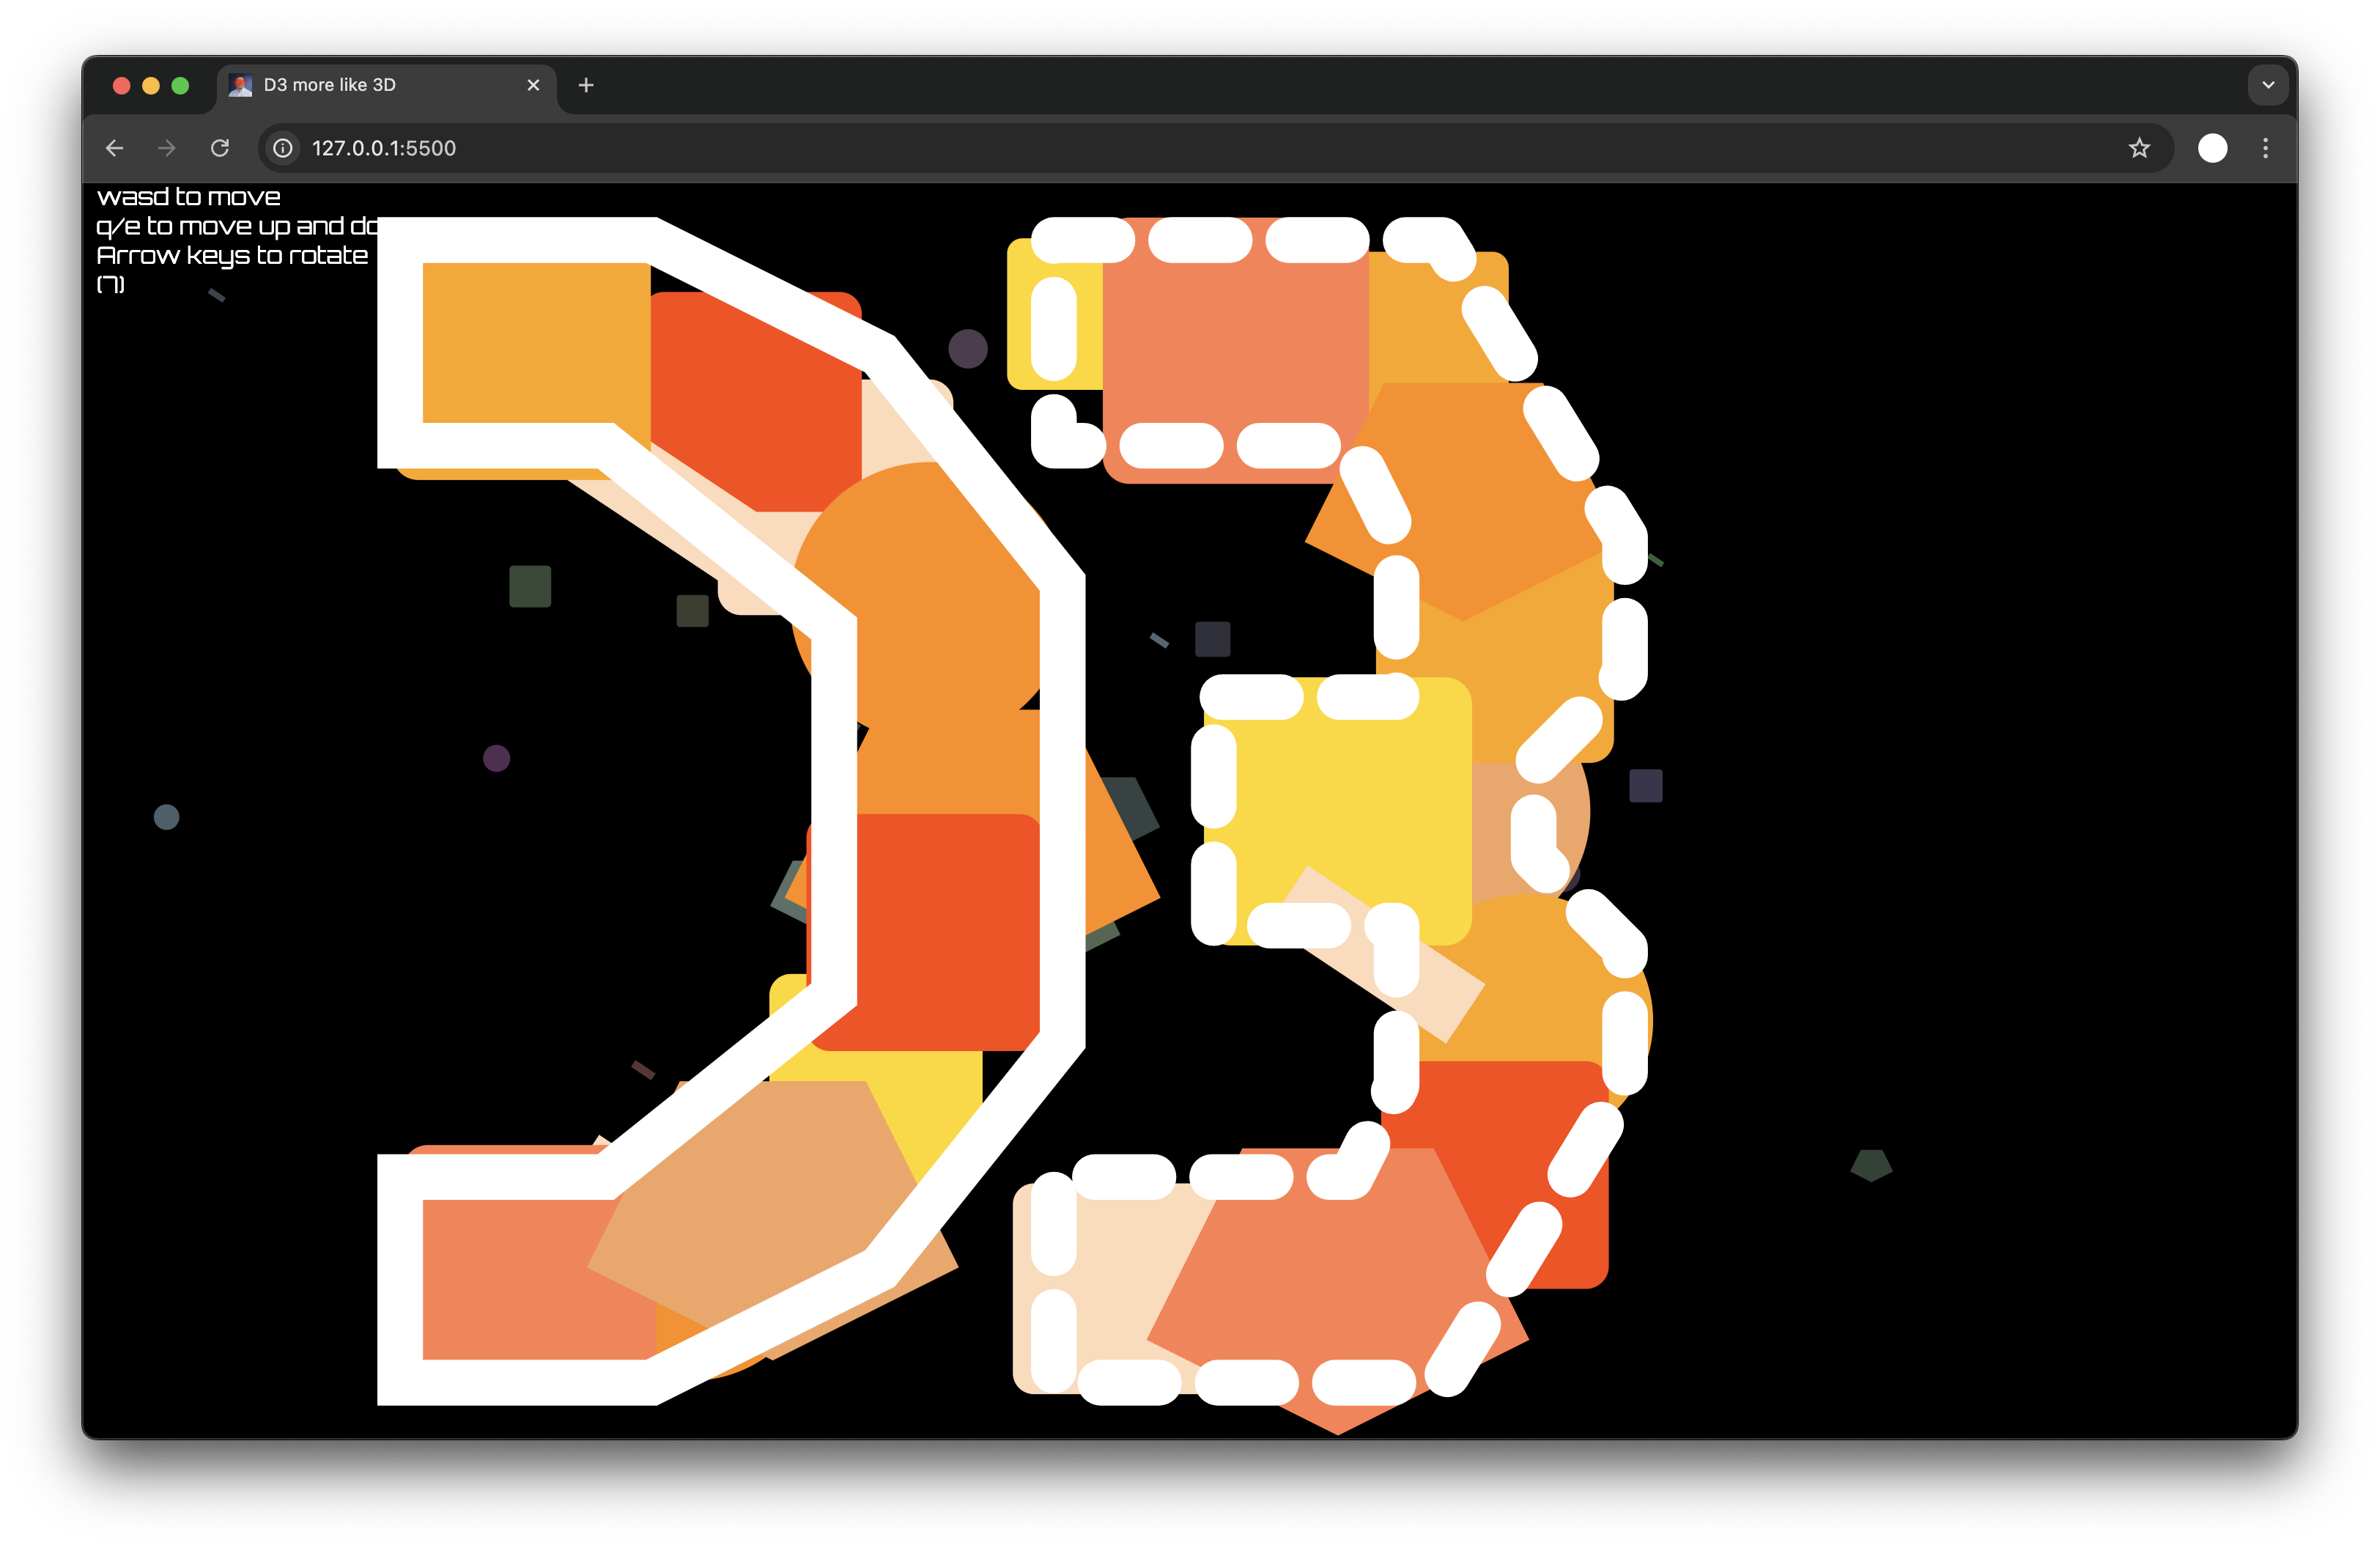 D3 more like 3D
127.0.0.1:5500
wasd to move
q/e to move up and do
Arrow keys to rotate